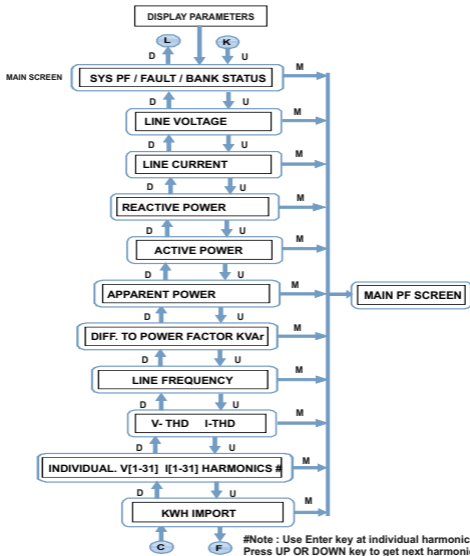 DISPLAY PARAMETERS
D L K U
MAIN SCREEN SYS PF / FAULT / BANK STATUS M
D U
LINE VOLTAGE M
D U
LINE CURRENT M
D U
REACTIVE POWER M
D U
ACTIVE POWER M
D U
APPARENT POWER M MAIN PF SCREEN
D U
DIFF. TO POWER FACTOR KVAr M
D U
LINE FREQUENCY M
D U
V- THD I-THD M
D U
INDIVIDUAL. V[1-31] I[1-31] HARMONICS # M
D U
KWH IMPORT M
C F
#Note : Use Enter key at individual harmonic
Press UP OR DOWN key to get next harmoni